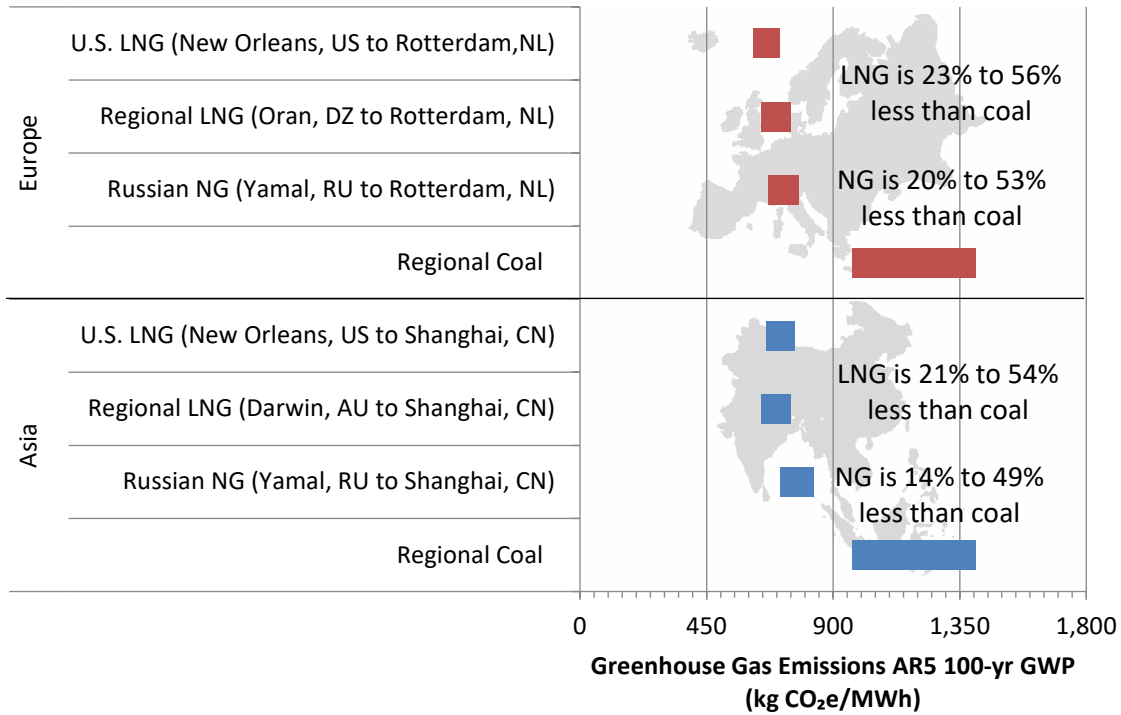 Europe
U.S. LNG (New Orleans, US to Rotterdam,NL)
Regional LNG (Oran, DZ to Rotterdam, NL)
Russian NG (Yamal, RU to Rotterdam, NL)
Regional Coal
LNG is 23% to 56%
less than coal
NG is 20% to 53%
less than coal
Asia
U.S. LNG (New Orleans, US to Shanghai, CN)
Regional LNG (Darwin, AU to Shanghai, CN)
Russian NG (Yamal, RU to Shanghai, CN)
Regional Coal
LNG is 21% to 54%
less than coal
NG is 14% to 49%
less than coal
0 450 900 1,350 1,800
Greenhouse Gas Emissions AR5 100-yr GWP
(kg CO₂e/MWh)